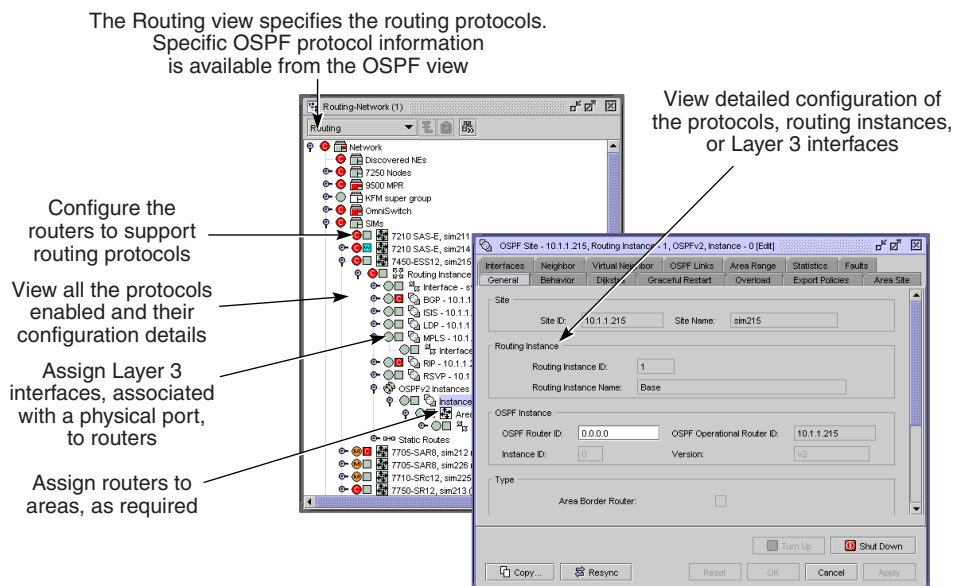 The Routing view specifies the routing protocols.
Specific OSPF protocol information
is available from the OSPF view
View detailed configuration of
the protocols, routing instances,
or Layer 3 interfaces
Configure the
routers to support
routing protocols
View all the protocols
enabled and their
configuration details
Assign Layer 3
interfaces, associated
with a physical port,
to routers
Assign routers to
areas, as required
Routing-Network (1)
Routing
Network
Discovered NEs
7250 Nodes
9500 MPR
KFM super group
OmniSwitch
SIMs
7210 SAS-E, sim211
7210 SAS-E, sim214
7450-ESS12, sim215
Routing Instance
Interface - s
BGP - 10.1.1
ISIS - 10.1.1
LDP - 10.1.1
MPLS - 10.1.
Interface
RIP - 10.1.1.2
RSVP - 10.1
OSPFv2 Instances
Instance
Area
Static Routes
7705-SAR8, sim212
7705-SAR8, sim226
7710-SRc12, sim225
7750-SR12, sim213 (
OSPF Site - 10.1.1.215, Routing Instance - 1, OSPFv2, Instance - 0 [Edit]
Interfaces Neighbor Virtual Neighbor OSPF Links Area Range Statistics Faults
General Behavior Dijkstra Graceful Restart Overload Export Policies Area Site
Site
Site ID: 10.1.1.215 Site Name: sim215
Routing Instance
Routing Instance ID: 1
Routing Instance Name: Base
OSPF Instance
OSPF Router ID: 0.0.0.0 OSPF Operational Router ID: 10.1.1.215
Instance ID: 0 Version: v2
Type
Area Border Router:
Turn Up Shut Down
Copy... Resync Reset OK Cancel Apply